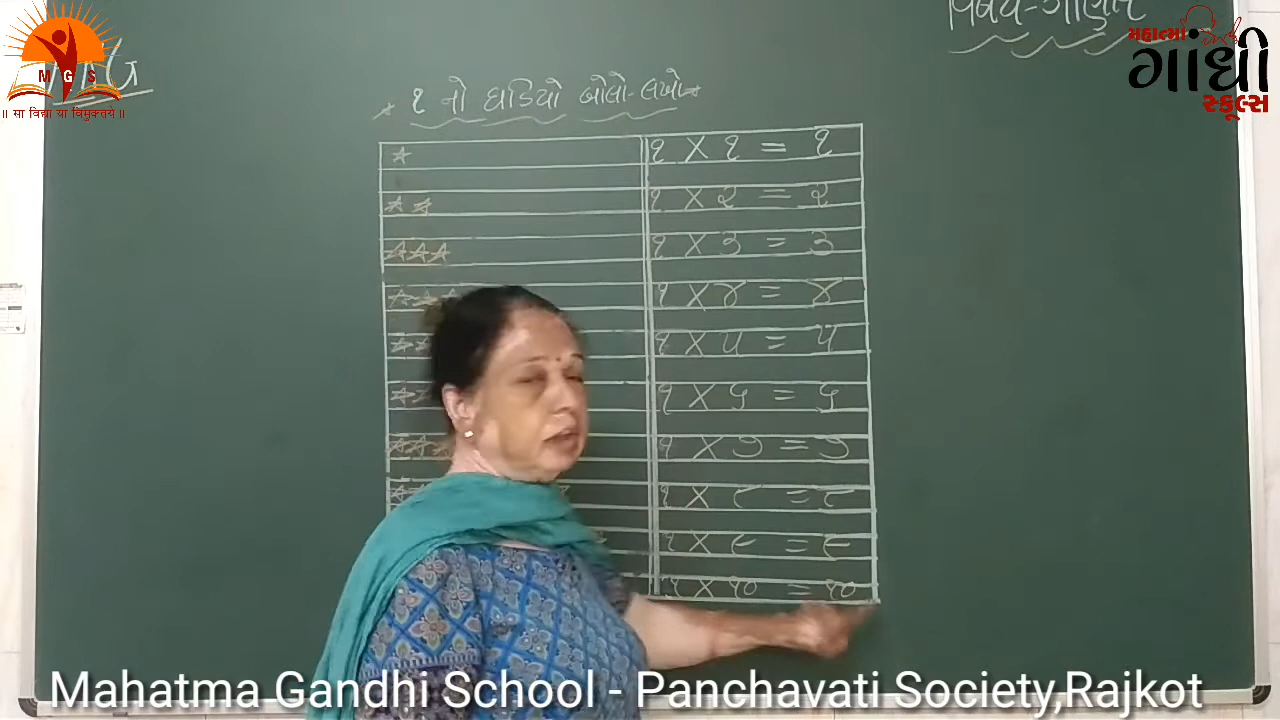 વિષય-ગણિત
M G S
॥ सा विद्या या विमुक्तये ॥
મહાત્મા
ગાંધી
સ્કૂલ્સ
* ૧ નો ઘડિયો બોલો-લખો *
૧ X ૧ = ૧
૧ X ૨ = ૨
૧ X ૩ = ૩
૧ X ૪ = ૪
૧ X ૫ = ૫
૧ X ૬ = ૬
૧ X ૭ = ૭
૧ X ૮ = ૮
૧ X ૯ = ૯
૧ X ૧૦ = ૧૦
Mahatma Gandhi School - Panchavati Society,Rajkot